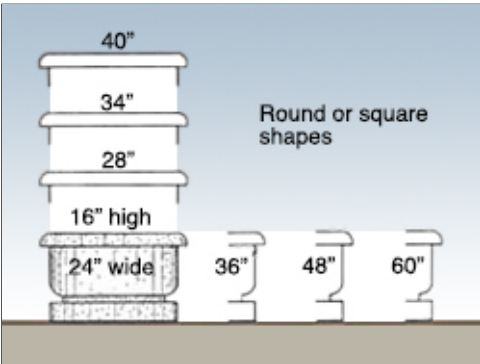 40”
34”
Round or square
shapes
28”
16” high
24” wide
36”
48”
60”